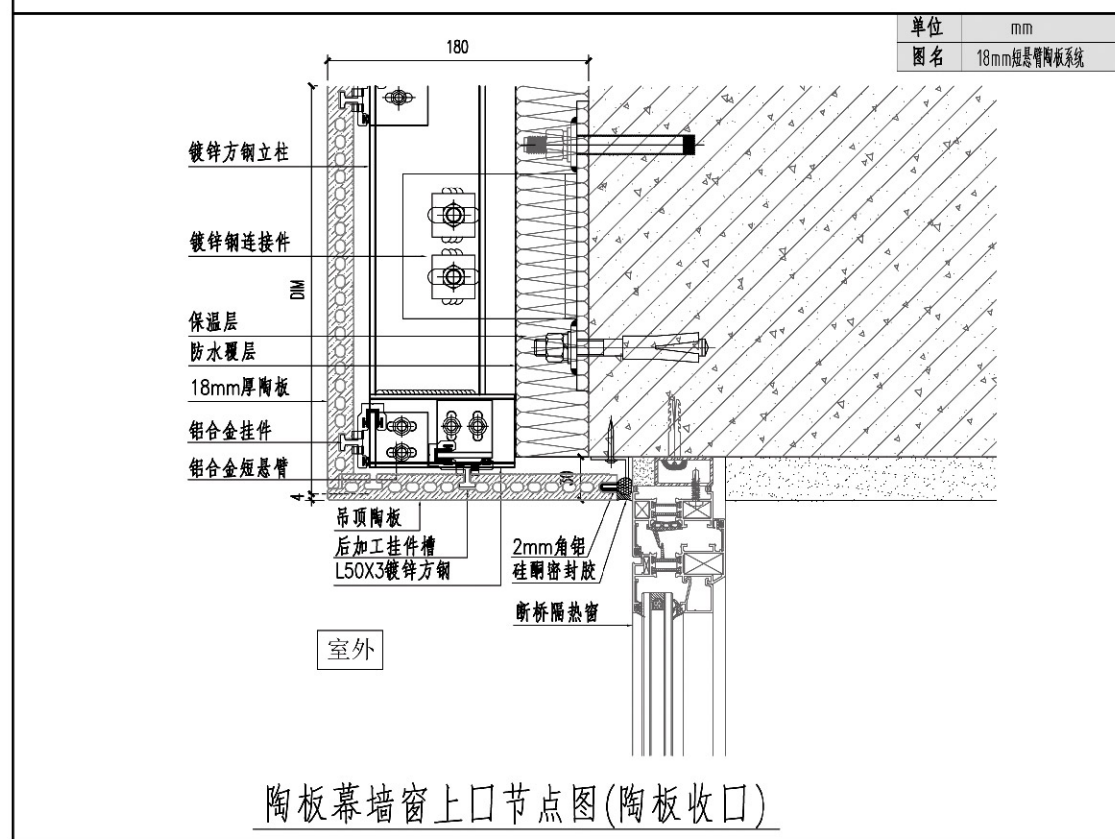 单位 mm
图名 18mm短悬臂陶板系统
180
镀锌方钢立柱
镀锌钢连接件
DIM
保温层
防水覆层
18mm厚陶板
铝合金挂件
铝合金短悬臂
30
4
吊顶陶板
后加工挂件槽
L50X3镀锌方钢
2mm角铝
硅酮密封胶
断桥隔热窗
室外
陶板幕墙窗上口节点图(陶板收口)